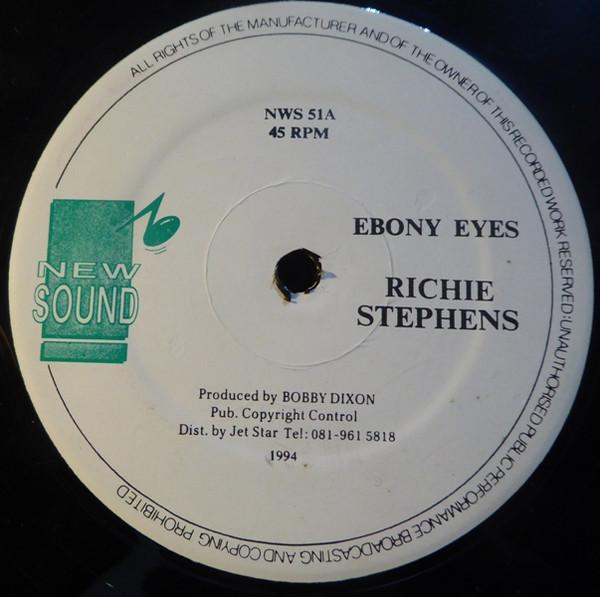 ALL RIGHTS OF THE MANUFACTURER AND OF THE OWNER OF THIS RECORDED WORK RESERVED: UNAUTHORISED PUBLIC PERFORMANCE BROADCASTING AND COPYING PROHIBITED
NWS 51A
45 RPM
NEW
SOUND
EBONY EYES
RICHIE
STEPHENS
Produced by BOBBY DIXON
Pub. Copyright Control
Dist. by Jet Star Tel: 081-961 5818
1994